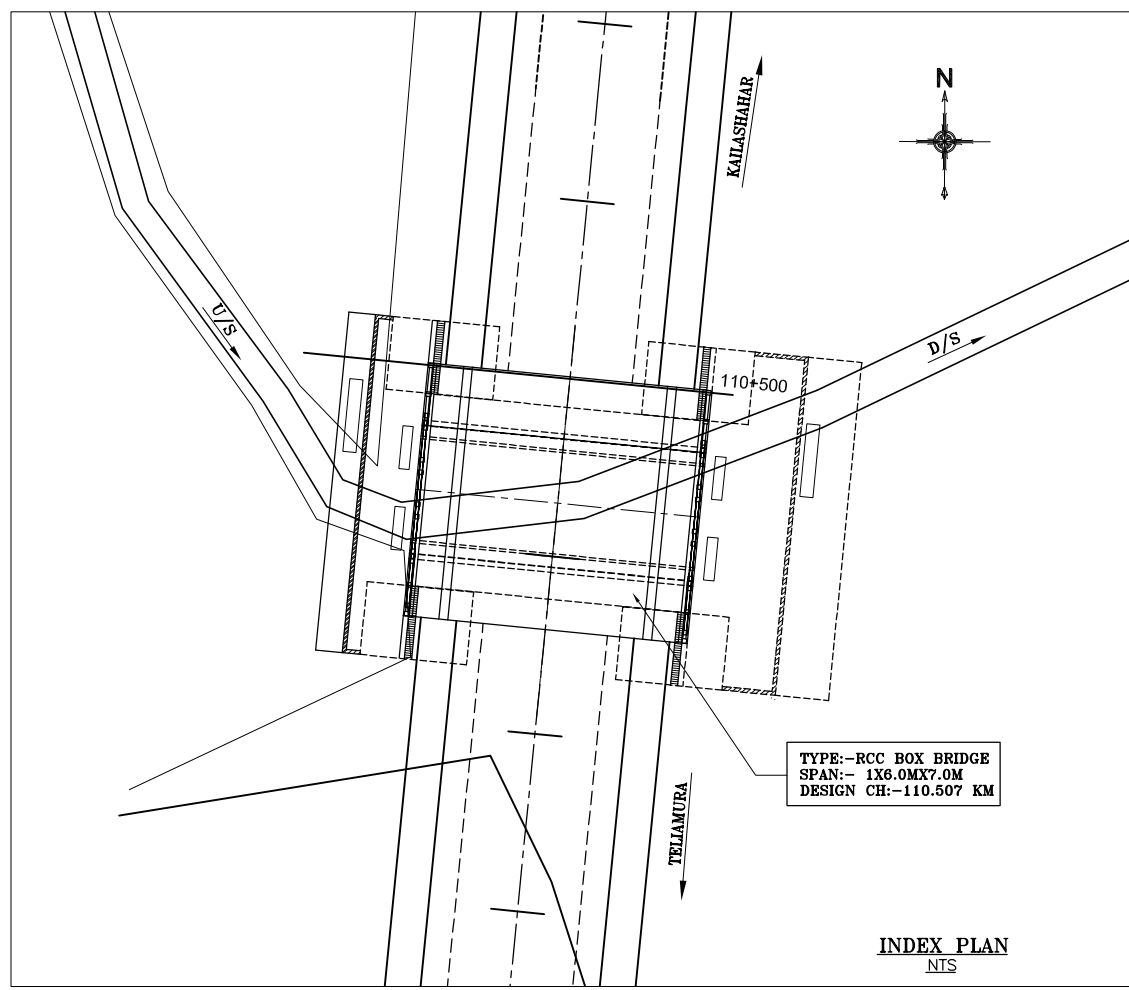 N
KAILASHAHAR
U/S
D/S
110+500
TYPE:-RCC BOX BRIDGE
SPAN:- 1X6.0MX7.0M
DESIGN CH:-110.507 KM
TELIAMURA
INDEX PLAN
NTS